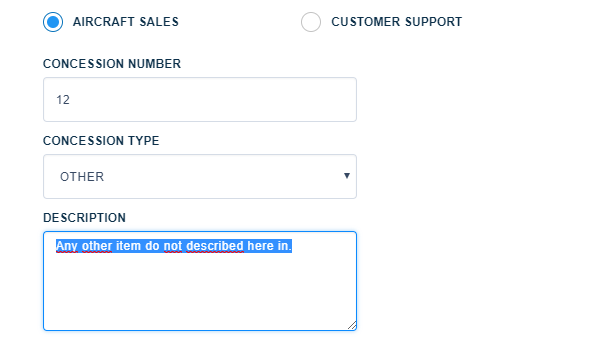 AIRCRAFT SALES CUSTOMER SUPPORT
CONCESSION NUMBER
12
CONCESSION TYPE
OTHER
DESCRIPTION
Any other item do not described here in.